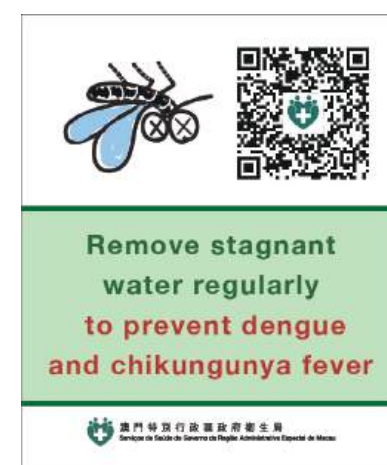 Remove stagnant
water regularly
to prevent dengue
and chikungunya fever
澳門特別行政區政府衛生局
Serviços de Saúde do Governo da Região Administrativa Especial de Macau